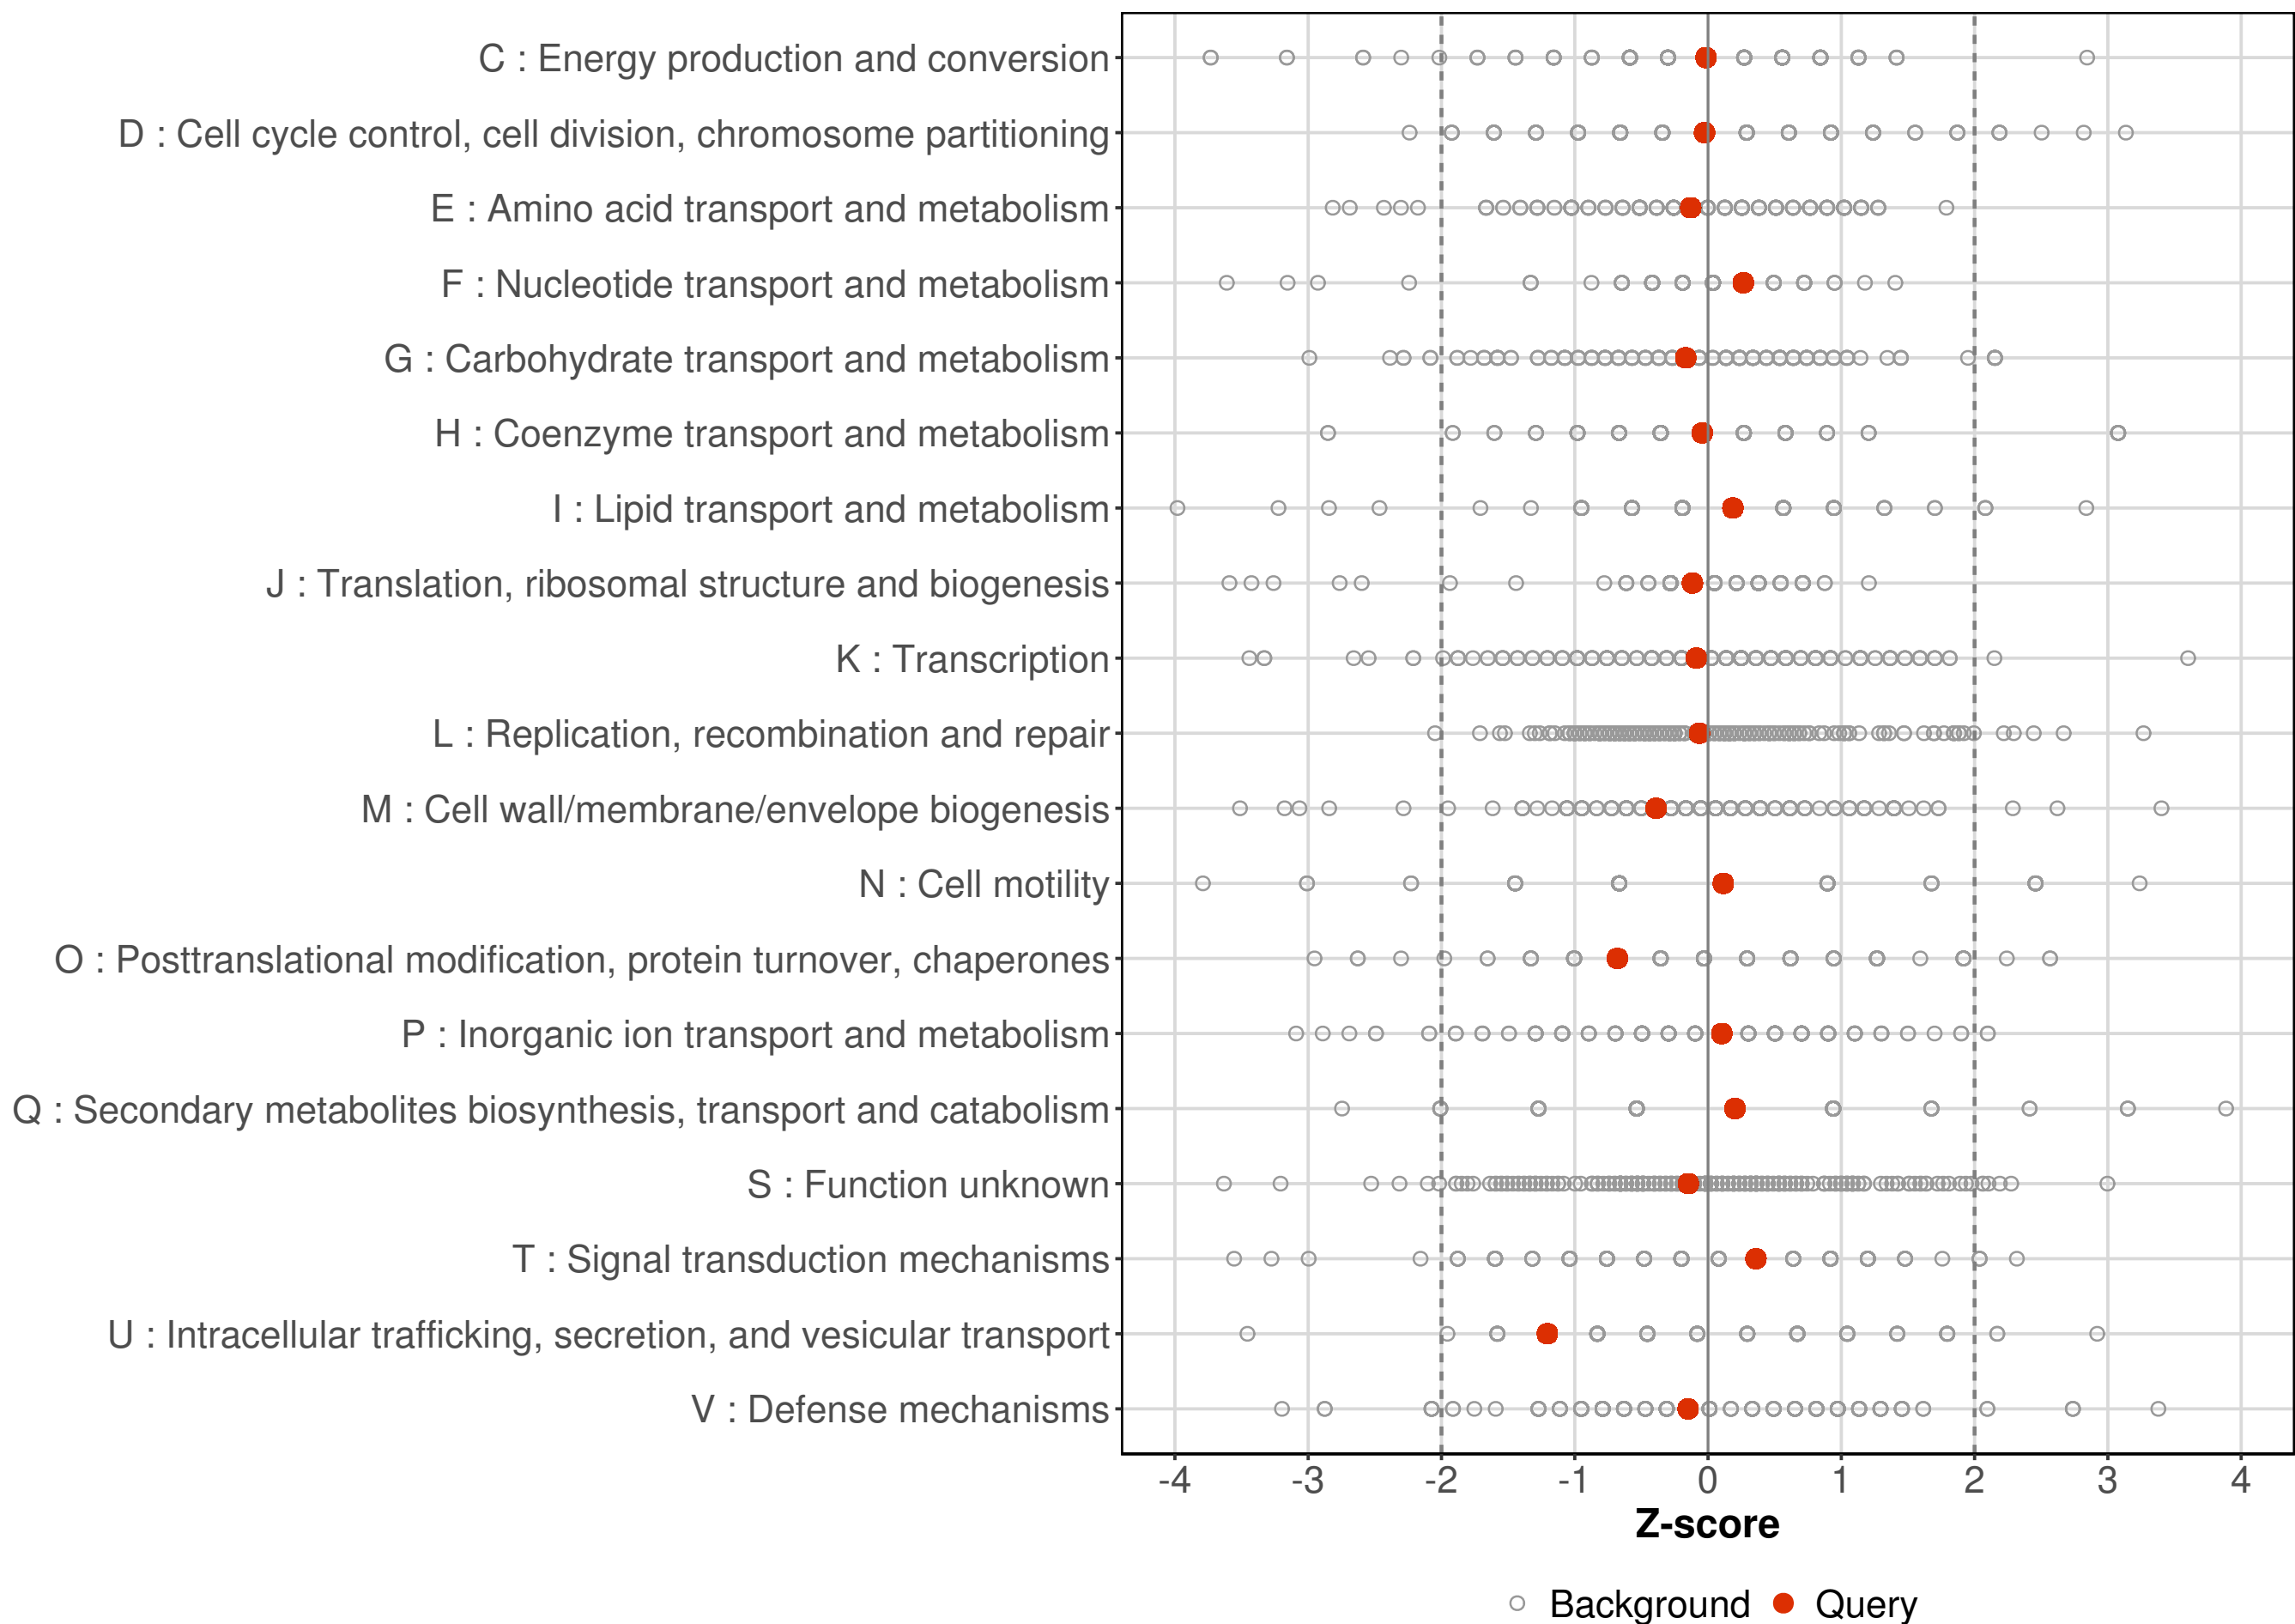 C : Energy production and conversion
D : Cell cycle control, cell division, chromosome partitioning
E : Amino acid transport and metabolism
F : Nucleotide transport and metabolism
G : Carbohydrate transport and metabolism
H : Coenzyme transport and metabolism
I : Lipid transport and metabolism
J : Translation, ribosomal structure and biogenesis
K : Transcription
L : Replication, recombination and repair
M : Cell wall/membrane/envelope biogenesis
N : Cell motility
O : Posttranslational modification, protein turnover, chaperones
P : Inorganic ion transport and metabolism
Q : Secondary metabolites biosynthesis, transport and catabolism
S : Function unknown
T : Signal transduction mechanisms
U : Intracellular trafficking, secretion, and vesicular transport
V : Defense mechanisms
-4 -3 -2 -1 0 1 2 3 4
Z-score
Background Query